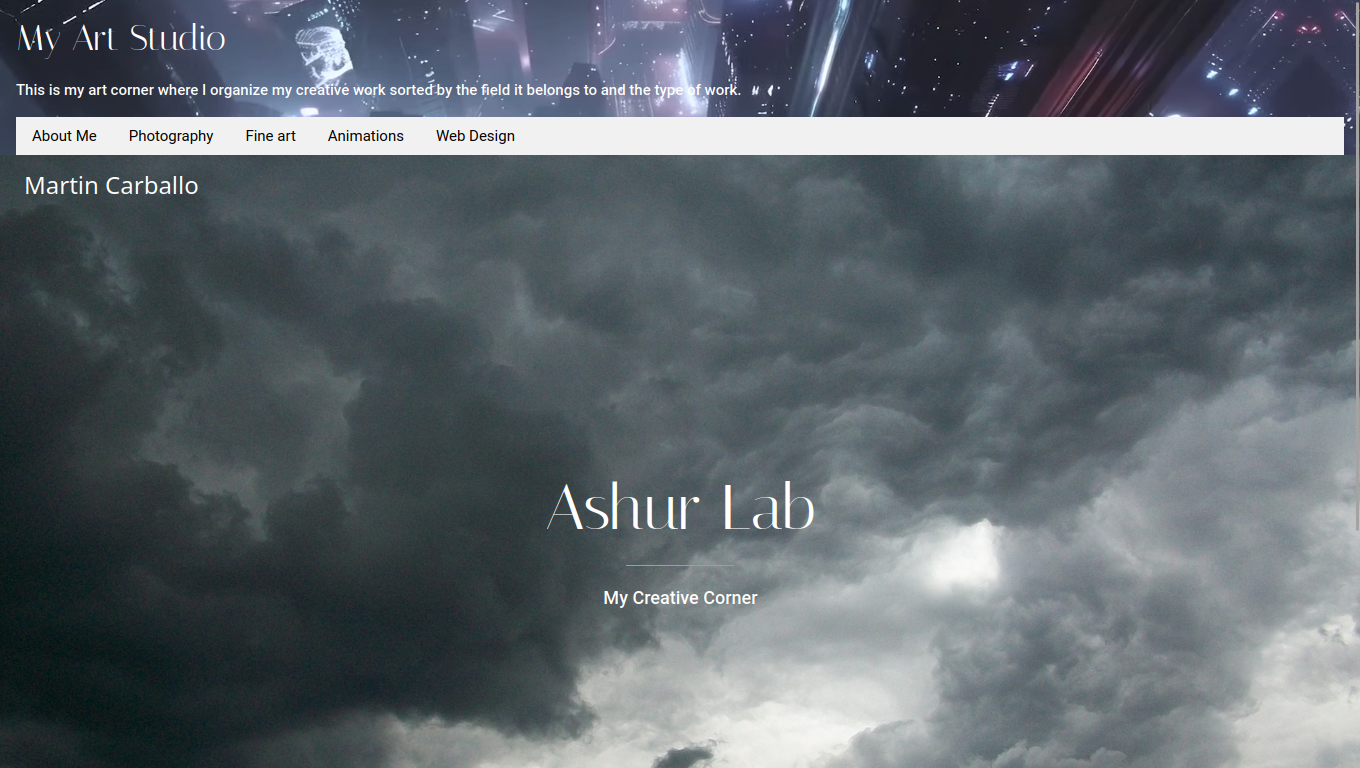 My Art Studio
This is my art corner where I organize my creative work sorted by the field it belongs to and the type of work.
About Me Photography Fine art Animations Web Design
Martin Carballo
Ashur Lab
My Creative Corner